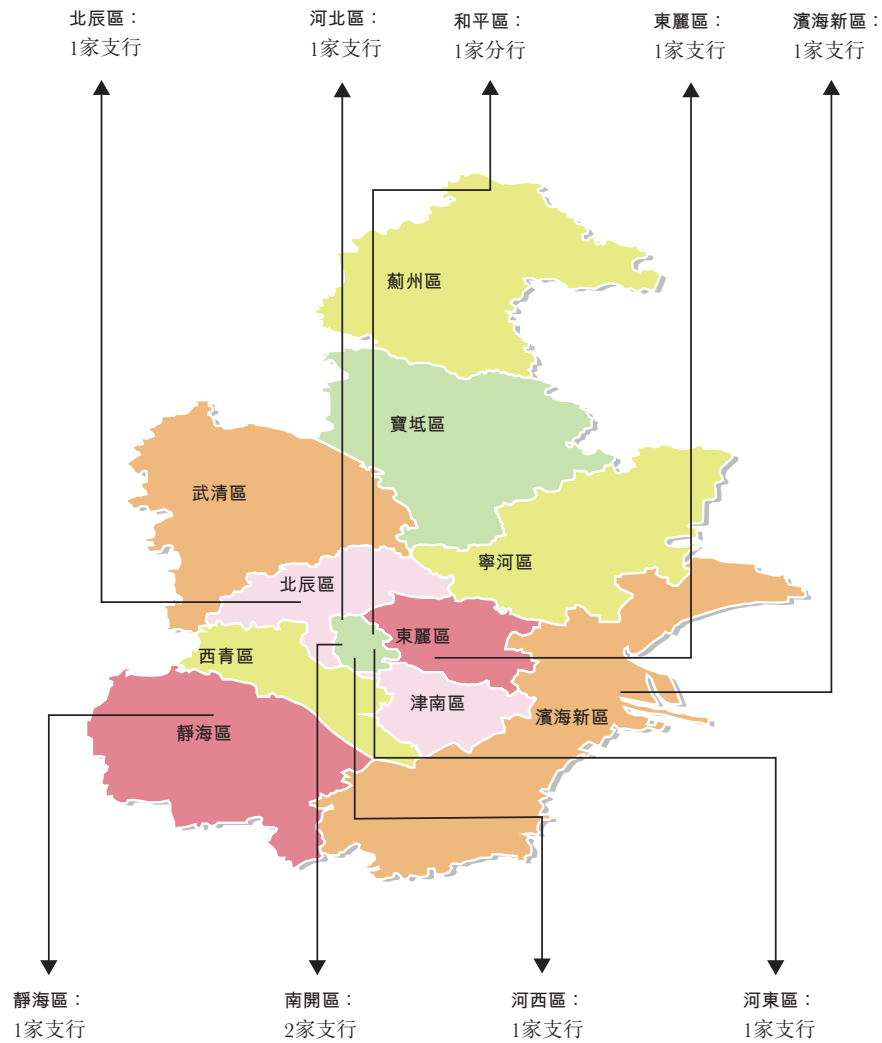 北辰區：
1家支行
河北區：
1家支行
和平區：
1家分行
東麗區：
1家支行
濱海新區：
1家支行
薊州區
寶坻區
武清區
寧河區
北辰區
東麗區
西青區
津南區
濱海新區
靜海區
靜海區：
1家支行
南開區：
2家支行
河西區：
1家支行
河東區：
1家支行